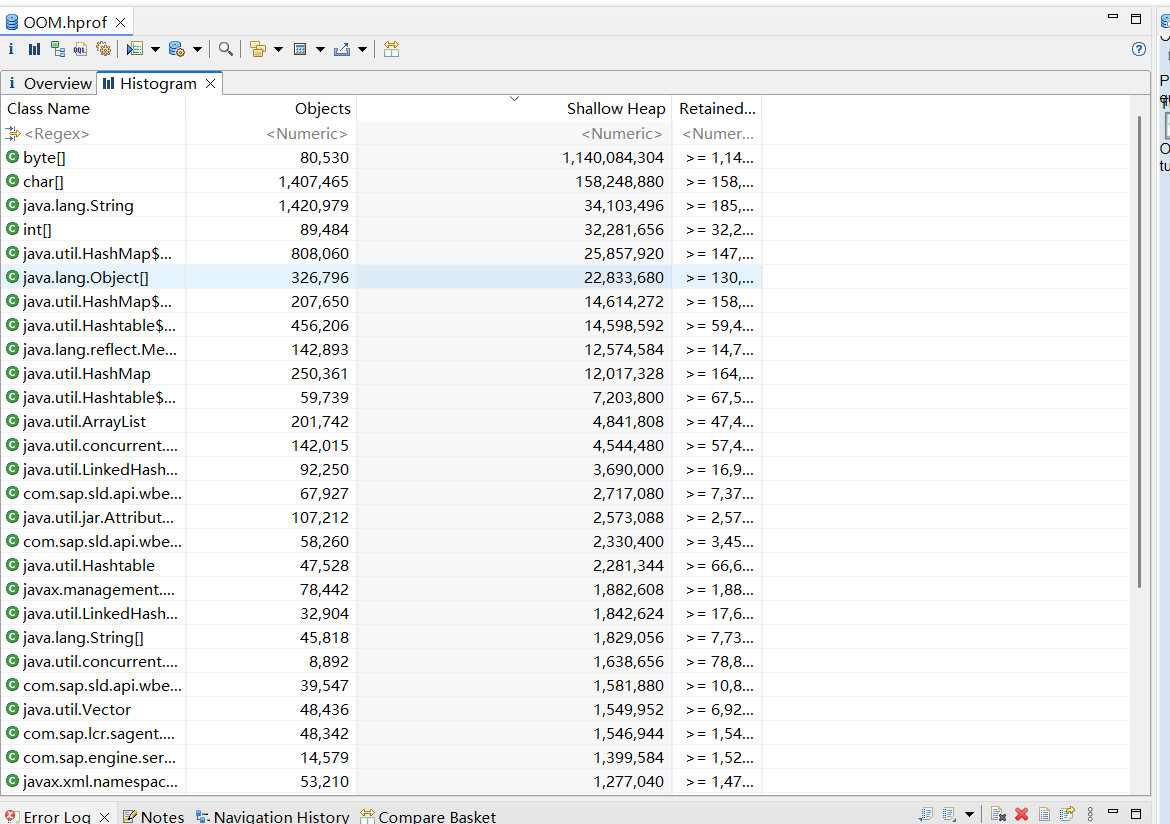 OOM.hprof
Overview Histogram
Class Name Objects Shallow Heap Retained...
<Regex> <Numeric> <Numeric> <Numer...
byte[] 80,530 1,140,084,304 >= 1,14...
char[] 1,407,465 158,248,880 >= 158,...
java.lang.String 1,420,979 34,103,496 >= 185,...
int[] 89,484 32,281,656 >= 32,2...
java.util.HashMap$... 808,060 25,857,920 >= 147,...
java.lang.Object[] 326,796 22,833,680 >= 130,...
java.util.HashMap$... 207,650 14,614,272 >= 158,...
java.util.Hashtable$... 456,206 14,598,592 >= 59,4...
java.lang.reflect.Me... 142,893 12,574,584 >= 14,7...
java.util.HashMap 250,361 12,017,328 >= 164,...
java.util.Hashtable$... 59,739 7,203,800 >= 67,5...
java.util.ArrayList 201,742 4,841,808 >= 47,4...
java.util.concurrent.... 142,015 4,544,480 >= 57,4...
java.util.LinkedHash... 92,250 3,690,000 >= 16,9...
com.sap.sld.api.wbe... 67,927 2,717,080 >= 7,37...
java.util.jar.Attribut... 107,212 2,573,088 >= 2,57...
com.sap.sld.api.wbe... 58,260 2,330,400 >= 3,45...
java.util.Hashtable 47,528 2,281,344 >= 66,6...
javax.management.... 78,442 1,882,608 >= 1,88...
java.util.LinkedHash... 32,904 1,842,624 >= 17,6...
java.lang.String[] 45,818 1,829,056 >= 7,73...
java.util.concurrent.... 8,892 1,638,656 >= 78,8...
com.sap.sld.api.wbe... 39,547 1,581,880 >= 10,8...
java.util.Vector 48,436 1,549,952 >= 6,92...
com.sap.lcr.sagent.... 48,342 1,546,944 >= 1,54...
com.sap.engine.ser... 14,579 1,399,584 >= 1,52...
javax.xml.namespac... 53,210 1,277,040 >= 1,47...
Error Log Notes Navigation History Compare Basket